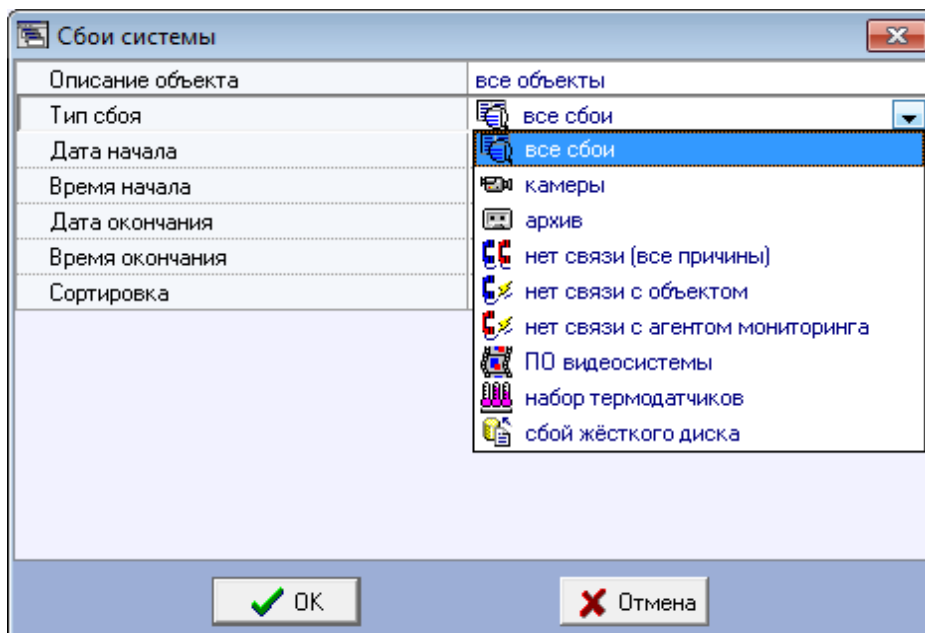 Сбои системы
Описание объекта все объекты
Тип сбоя все сбои
Дата начала все сбои
Время начала камеры
Дата окончания архив
Время окончания нет связи (все причины)
Сортировка нет связи с объектом
нет связи с агентом мониторинга
ПО видеосистемы
набор термодатчиков
сбой жёсткого диска
OK Отмена